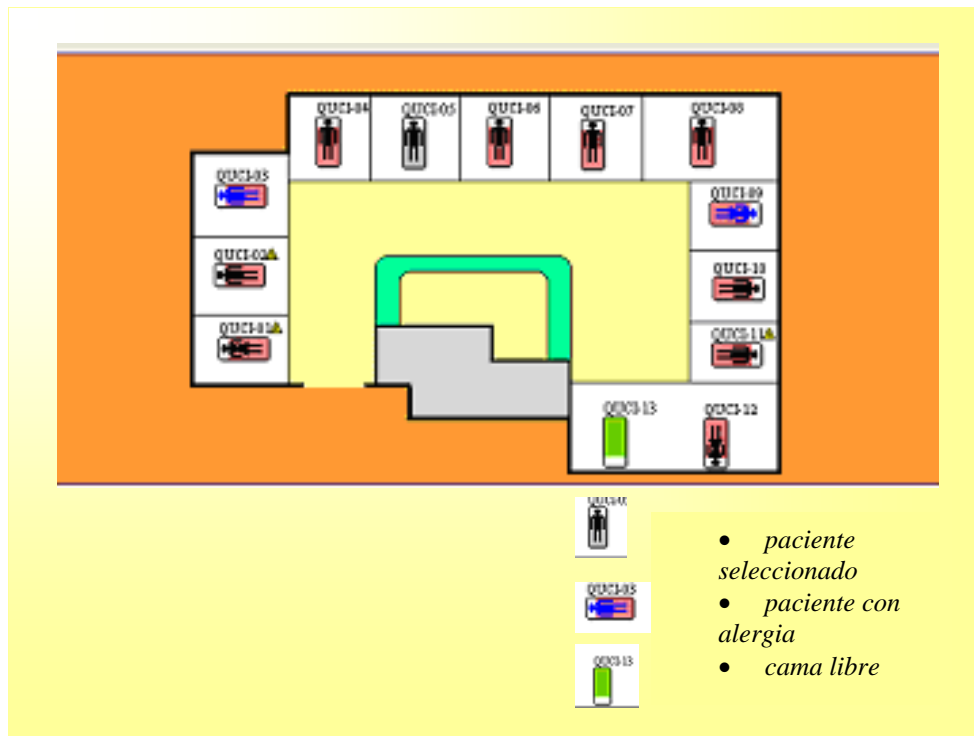 QUCI-04 QUCI-05 QUCI-06 QUCI-07 QUCI-08
QUCI-03
QUCI-09
QUCI-02
QUCI-10
QUCI-01
QUCI-11
QUCI-13 QUCI-12
• paciente
seleccionado
QUCI-03
• paciente con
alergia
QUCI-13
• cama libre